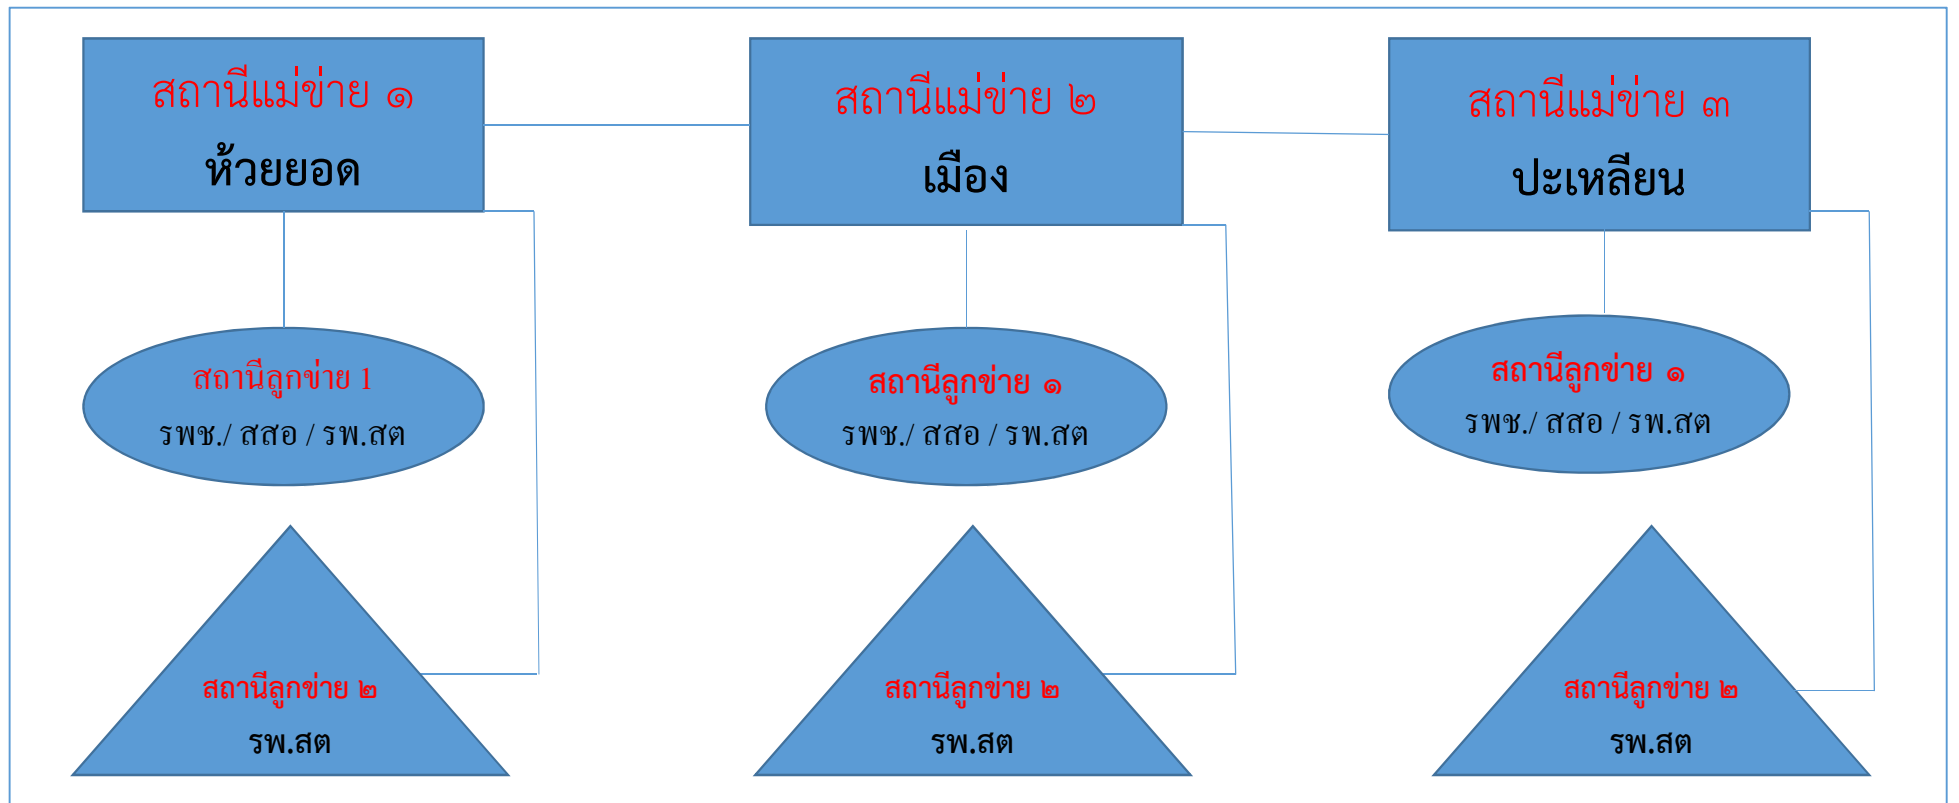 สถานีแม่ข่าย ๑
ห้วยยอด
สถานีแม่ข่าย ๒
เมือง
สถานีแม่ข่าย ๓
ปะเหลียน
สถานีลูกข่าย 1
รพช./ สสอ / รพ.สต
สถานีลูกข่าย ๑
รพช./ สสอ / รพ.สต
สถานีลูกข่าย ๑
รพช./ สสอ / รพ.สต
สถานีลูกข่าย ๒
รพ.สต
สถานีลูกข่าย ๒
รพ.สต
สถานีลูกข่าย ๒
รพ.สต